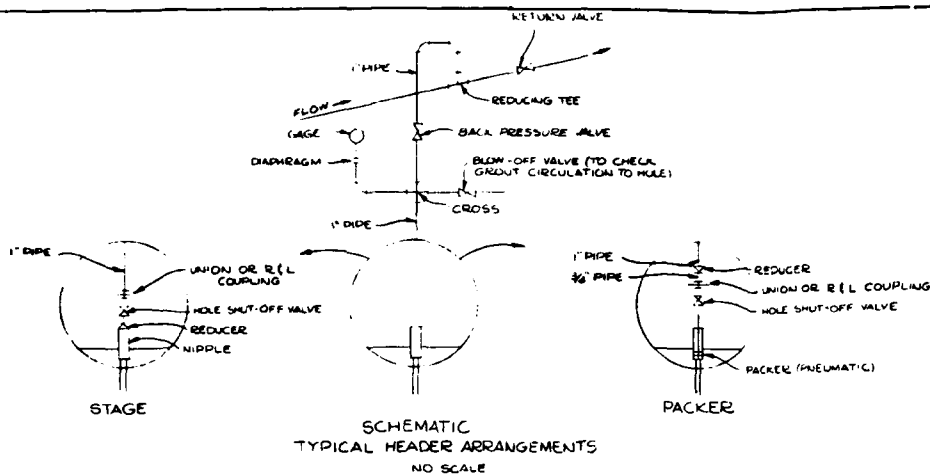 RETURN VALVE
1" PIPE
REDUCING TEE
FLOW
GAGE
BACK PRESSURE VALVE
DIAPHRAGM
BLOW-OFF VALVE (TO CHECK
GROUT CIRCULATION TO HOLE)
CROSS
1" PIPE
1" PIPE
UNION OR R & L
COUPLING
HOLE SHUT-OFF VALVE
REDUCER
NIPPLE
STAGE
1" PIPE
REDUCER
3/4" PIPE
UNION OR R & L COUPLING
HOLE SHUT-OFF VALVE
PACKER (PNEUMATIC)
PACKER
SCHEMATIC
TYPICAL HEADER ARRANGEMENTS
NO SCALE